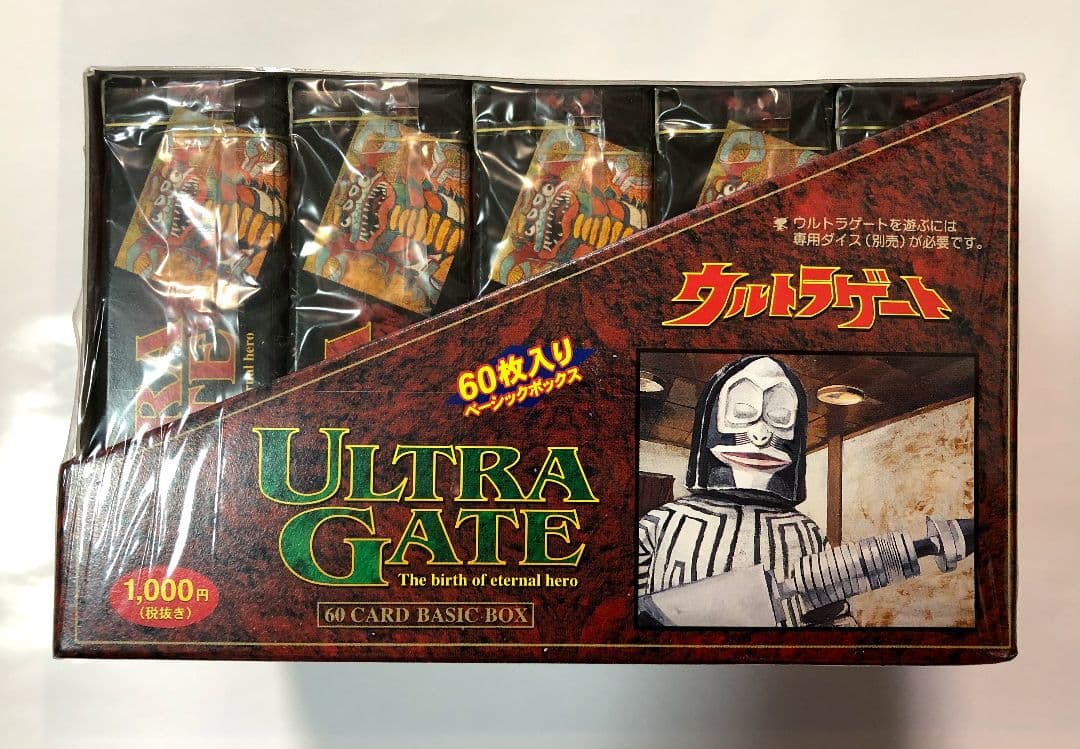 ※ウルトラゲートを遊ぶには
専用ダイス(別売)が必要です。
ウルトラゲート
60枚入り
ベーシックボックス
ULTRA
GATE
The birth of eternal hero
60 CARD BASIC BOX
1,000円
(税抜き)